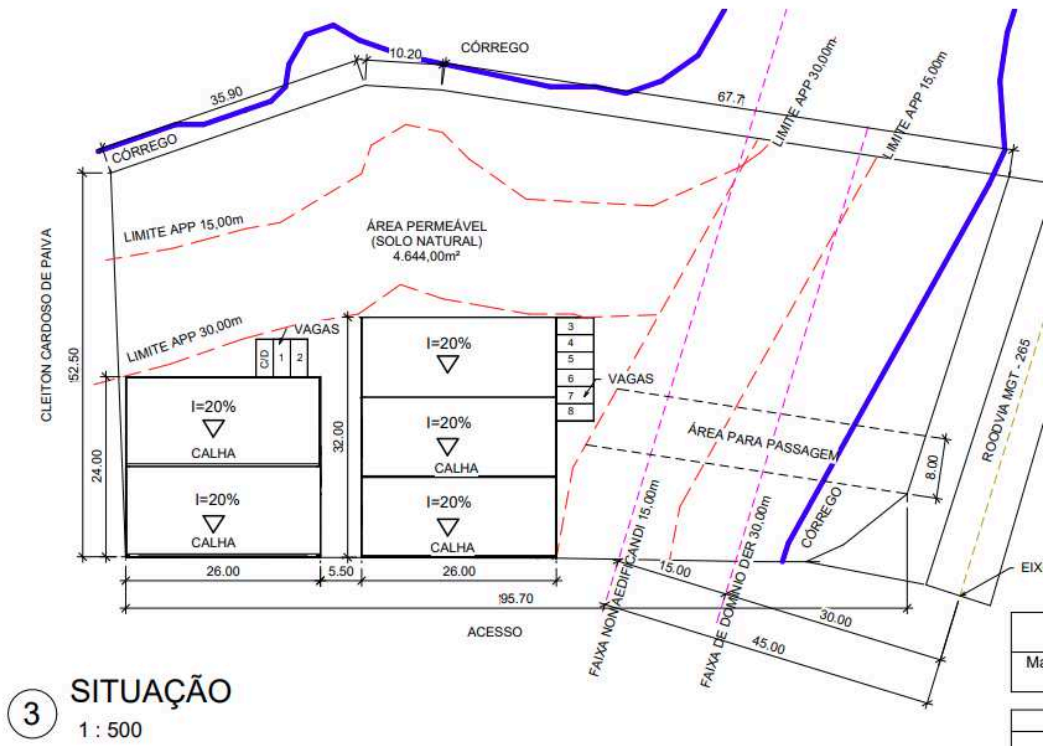 10.20
CÓRREGO
35.90
67.7
CÓRREGO
LIMITE APP 30,00m
LIMITE APP 15,00m
LIMITE APP 15,00m
ÁREA PERMEÁVEL
(SOLO NATURAL)
4.644,00m²
CLEITON CARDOSO DE PAIVA
52.50
LIMITE APP 30,00m
VAGAS
C/D
1
2
3
4
5
6
7
8
VAGAS
I=20%
I=20%
CALHA
I=20%
CALHA
I=20%
CALHA
I=20%
CALHA
24.00
32.00
ÁREA PARA PASSAGEM
8.00
ROODVIA MGT - 265
CÓRREGO
FAIXA NON AEDIFICANDI 15,00m
FAIXA DE DOMÍNIO DER 30,00m
EIX
26.00
5.50
26.00
15.00
95.70
30.00
45.00
ACESSO
Ma
3
SITUAÇÃO
1 : 500